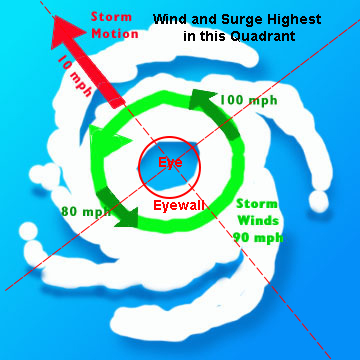 Storm
Motion
Wind and Surge Highest
in this Quadrant
10 mph
100 mph
Eye
Eyewall
80 mph
Storm
Winds
90 mph